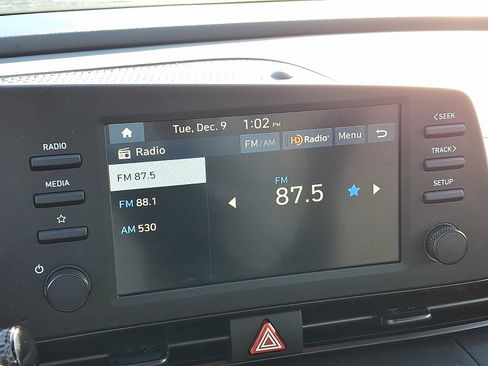 Tue, Dec. 9 1:02 PM
Radio FM/AM HD Radio Menu
FM 87.5
FM 88.1
AM 530
FM
87.5
RADIO
MEDIA
< SEEK
TRACK >
SETUP